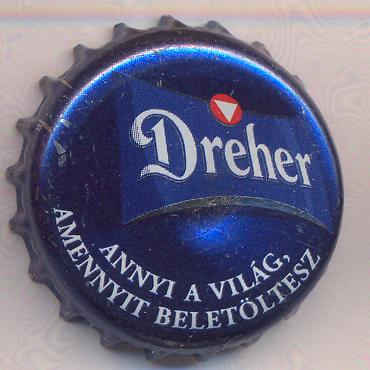 Dreher
ANNYI A VILÁG,
AMENNYIT BELETÖLTESZ